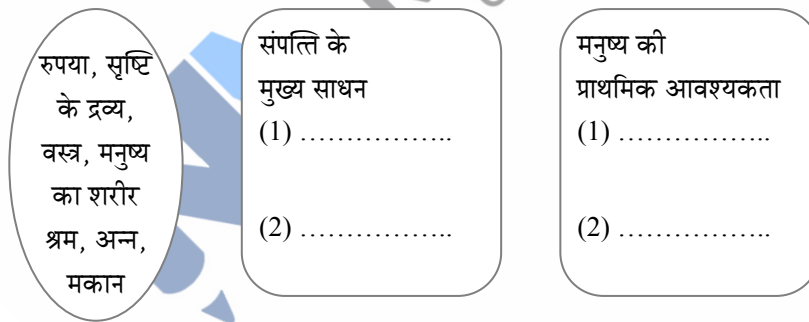 रुपया, सृष्टि
के द्रव्य,
वस्त्र, मनुष्य
का शरीर
श्रम, अन्न,
मकान
संपत्ति के
मुख्य साधन
(1) ……………..
(2) ……………..
मनुष्य की
प्राथमिक आवश्यकता
(1) ……………..
(2) ……………..